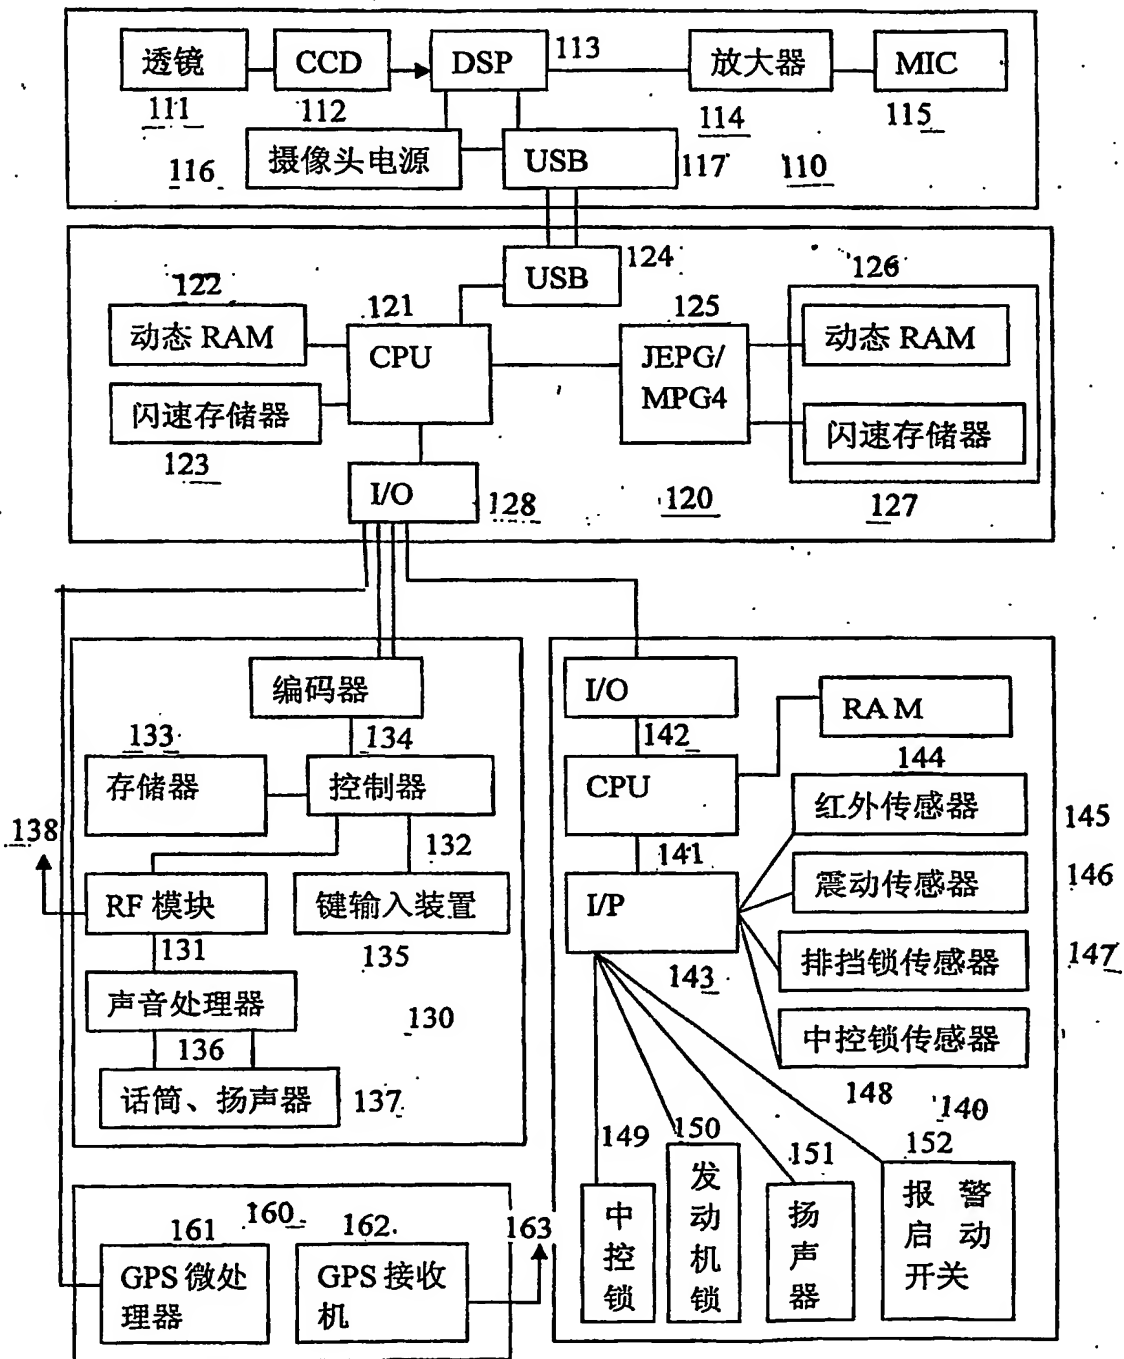 透镜 CCD DSP 113 放大器 MIC
111 112 114 115
摄像头电源 USB
116 117 110
USB 124
122 126
121 125
动态 RAM CPU JEPG/ 动态 RAM
MPG4
闪速存储器 闪速存储器
123
I/O 128 120 127
编码器 I/O RAM
133 134 142 144
存储器 控制器 CPU 红外传感器 145
138 132 141
震动传感器 146
RF 模块 键输入装置 I/P
131 135 143 排挡锁传感器 147
声音处理器
136 130 中控锁传感器
话筒、扬声器 137 148 140
149 150 151 152
160
161 162 163
GPS 微处
理器
GPS 接收
机
中控锁
发动机锁
扬声器
报警
启动
开关